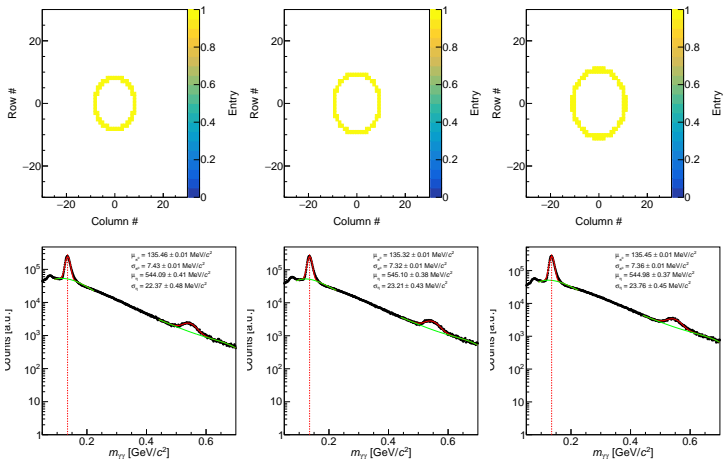 Row #
20
0
−20
−20
0
20
Column #
1
0.8
0.6
0.4
0.2
0
Entry
Row #
20
0
−20
−20
0
20
Column #
1
0.8
0.6
0.4
0.2
0
Entry
Row #
20
0
−20
−20
0
20
Column #
1
0.8
0.6
0.4
0.2
0
Entry
Counts [a.u.]
10⁵
10⁴
10³
10²
10
1
μπ⁰ = 135.46 ± 0.01 MeV/c²
σπ⁰ = 7.43 ± 0.01 MeV/c²
μη = 544.09 ± 0.41 MeV/c²
ση = 22.37 ± 0.48 MeV/c²
0.2
0.4
0.6
mγγ [GeV/c²]
Counts [a.u.]
10⁵
10⁴
10³
10²
10
1
μπ⁰ = 135.32 ± 0.01 MeV/c²
σπ⁰ = 7.32 ± 0.01 MeV/c²
μη = 545.10 ± 0.38 MeV/c²
ση = 23.21 ± 0.43 MeV/c²
0.2
0.4
0.6
mγγ [GeV/c²]
Counts [a.u.]
10⁵
10⁴
10³
10²
10
1
μπ⁰ = 135.45 ± 0.01 MeV/c²
σπ⁰ = 7.36 ± 0.01 MeV/c²
μη = 544.98 ± 0.37 MeV/c²
ση = 23.76 ± 0.45 MeV/c²
0.2
0.4
0.6
mγγ [GeV/c²]